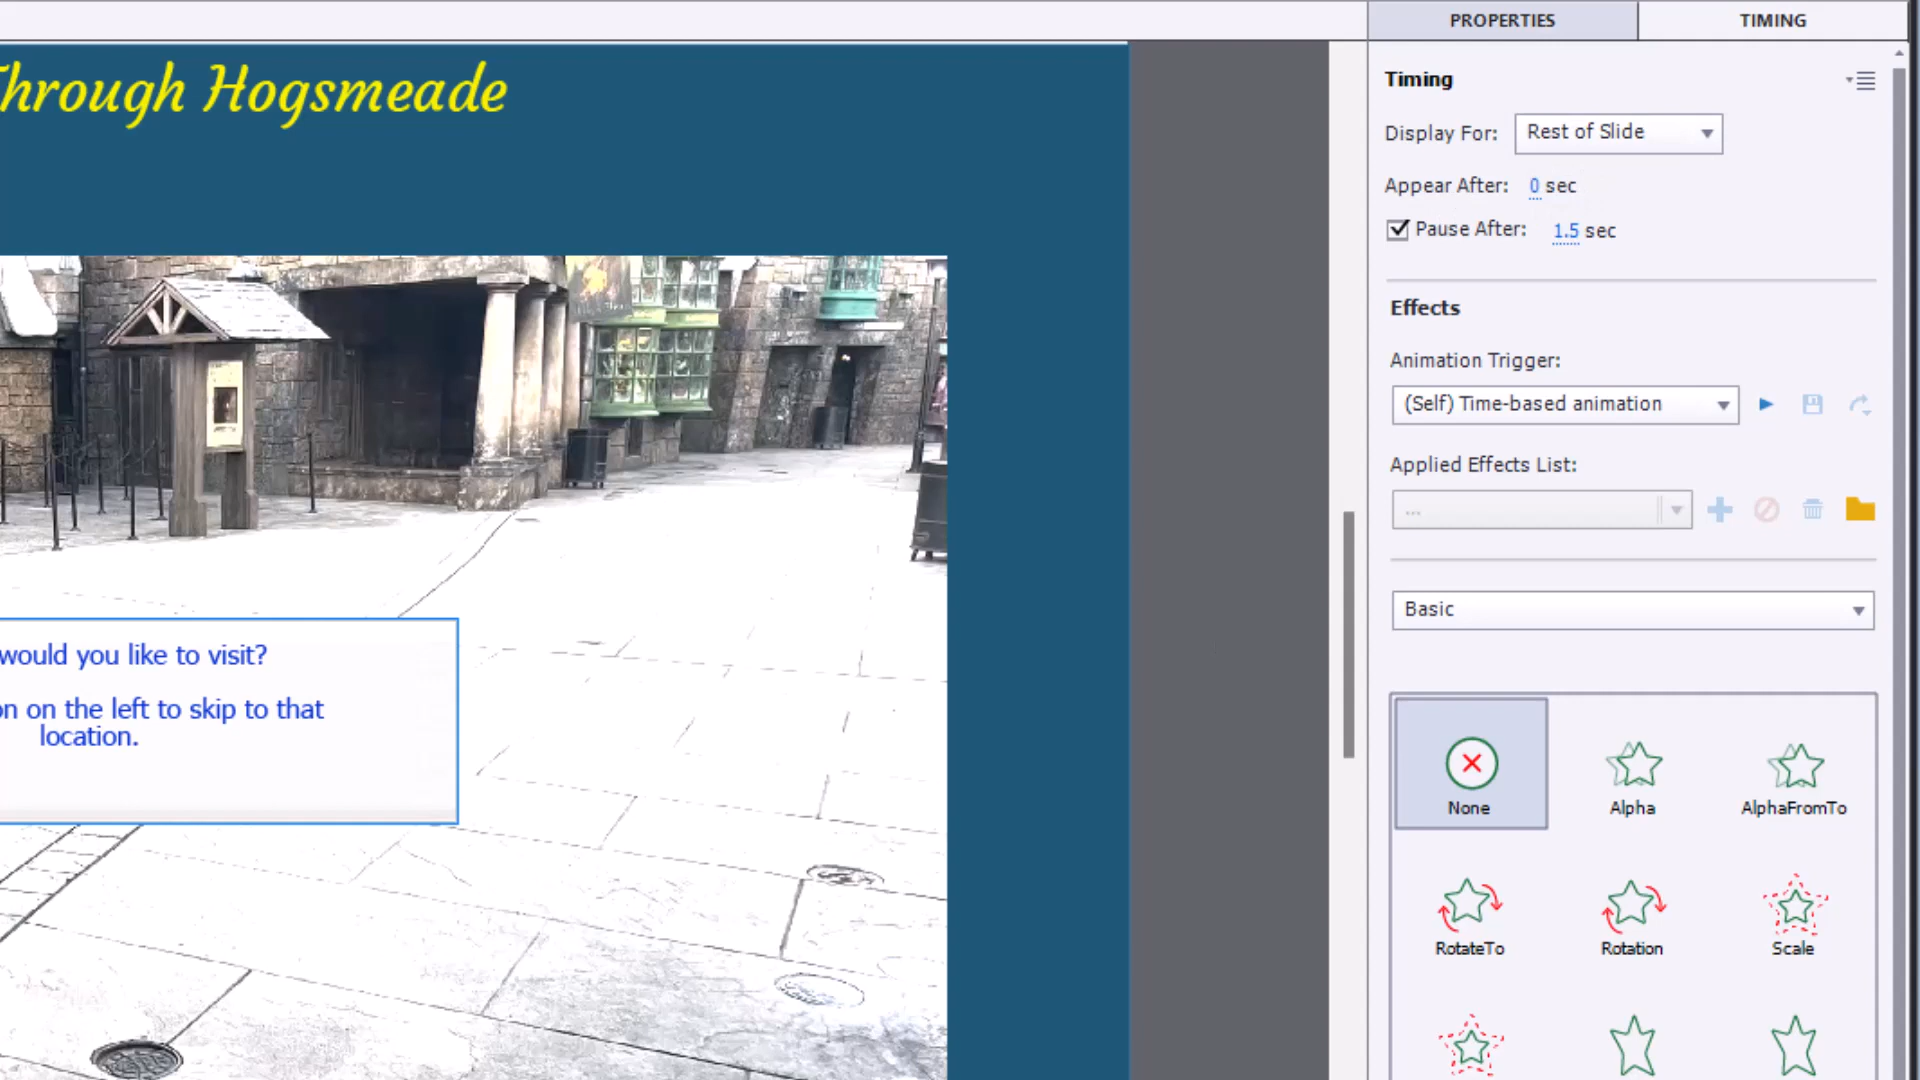 PROPERTIES
TIMING
Through Hogsmeade
Timing
Display For: Rest of Slide
Appear After: 0 sec
Pause After: 1.5 sec
Effects
Animation Trigger:
(Self) Time-based animation
Applied Effects List:
...
Basic
would you like to visit?
on on the left to skip to that
location.
None
Alpha
AlphaFromTo
RotateTo
Rotation
Scale